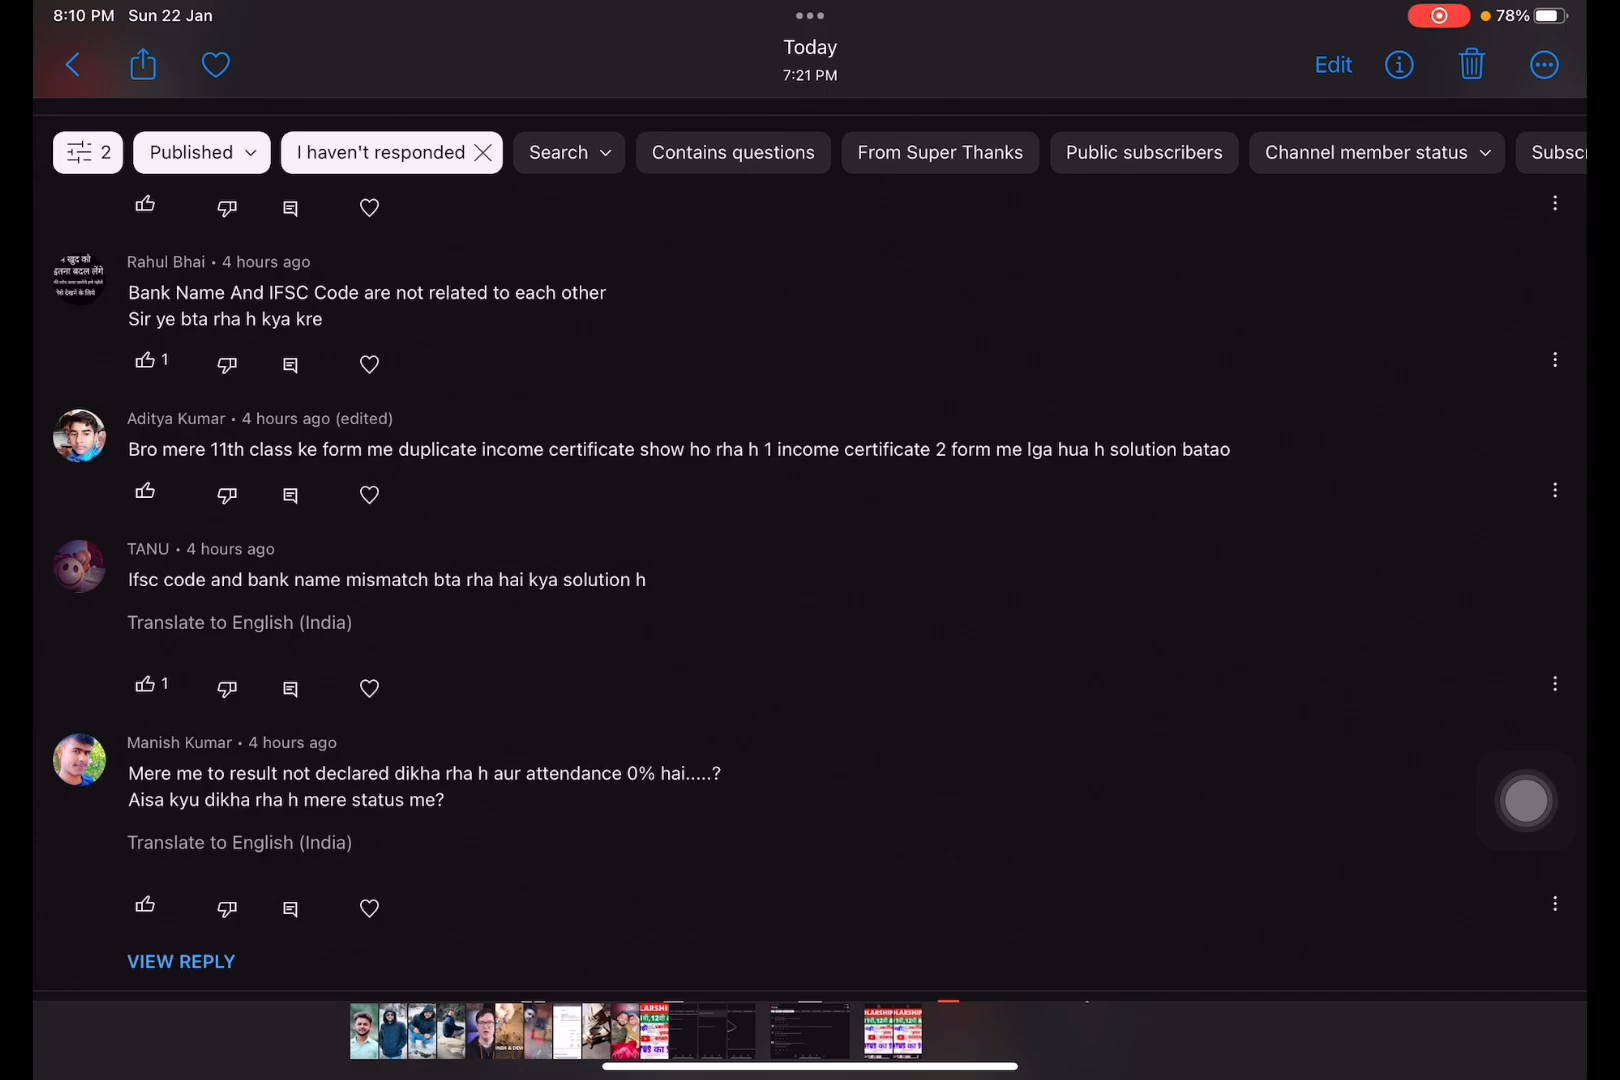 8:10 PM Sun 22 Jan
78%
Today
7:21 PM
Edit
2
Published
I haven't responded
Search
Contains questions
From Super Thanks
Public subscribers
Channel member status
Subsc
Rahul Bhai • 4 hours ago
Bank Name And IFSC Code are not related to each other
Sir ye bta rha h kya kre
1
Aditya Kumar • 4 hours ago (edited)
Bro mere 11th class ke form me duplicate income certificate show ho rha h 1 income certificate 2 form me lga hua h solution batao
TANU • 4 hours ago
Ifsc code and bank name mismatch bta rha hai kya solution h
Translate to English (India)
1
Manish Kumar • 4 hours ago
Mere me to result not declared dikha rha h aur attendance 0% hai.....?
Aisa kyu dikha rha h mere status me?
Translate to English (India)
VIEW REPLY